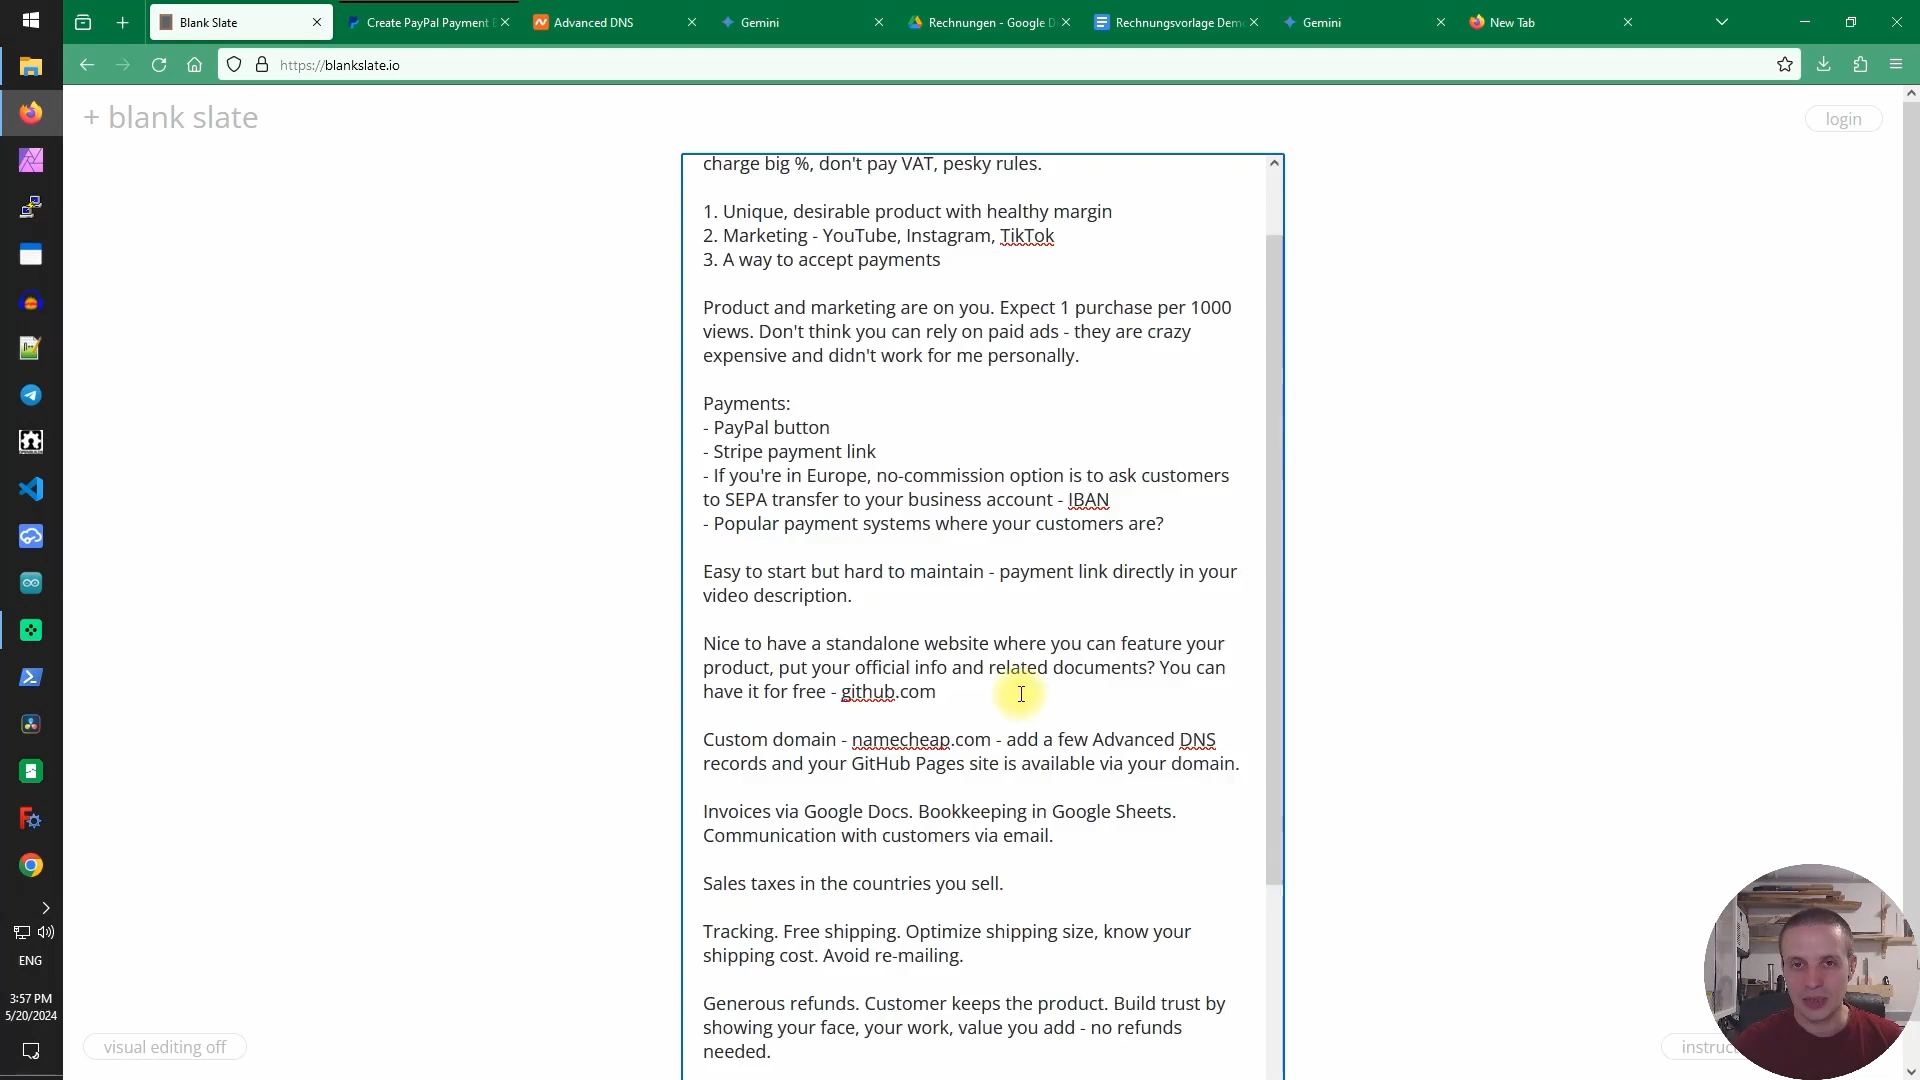 Blank Slate
Create PayPal Payment B
Advanced DNS
Gemini
Rechnungen - Google D
Rechnungsvorlage Demo
Gemini
New Tab
https://blankslate.io
+ blank slate
login
charge big %, don't pay VAT, pesky rules.
1. Unique, desirable product with healthy margin
2. Marketing - YouTube, Instagram, TikTok
3. A way to accept payments
Product and marketing are on you. Expect 1 purchase per 1000
views. Don't think you can rely on paid ads - they are crazy
expensive and didn't work for me personally.
Payments:
- PayPal button
- Stripe payment link
- If you're in Europe, no-commission option is to ask customers
to SEPA transfer to your business account - IBAN
- Popular payment systems where your customers are?
Easy to start but hard to maintain - payment link directly in your
video description.
Nice to have a standalone website where you can feature your
product, put your official info and related documents? You can
have it for free - github.com
Custom domain - namecheap.com - add a few Advanced DNS
records and your GitHub Pages site is available via your domain.
Invoices via Google Docs. Bookkeeping in Google Sheets.
Communication with customers via email.
Sales taxes in the countries you sell.
Tracking. Free shipping. Optimize shipping size, know your
shipping cost. Avoid re-mailing.
Generous refunds. Customer keeps the product. Build trust by
showing your face, your work, value you add - no refunds
needed.
visual editing off
instruc
ENG
3:57 PM
5/20/2024